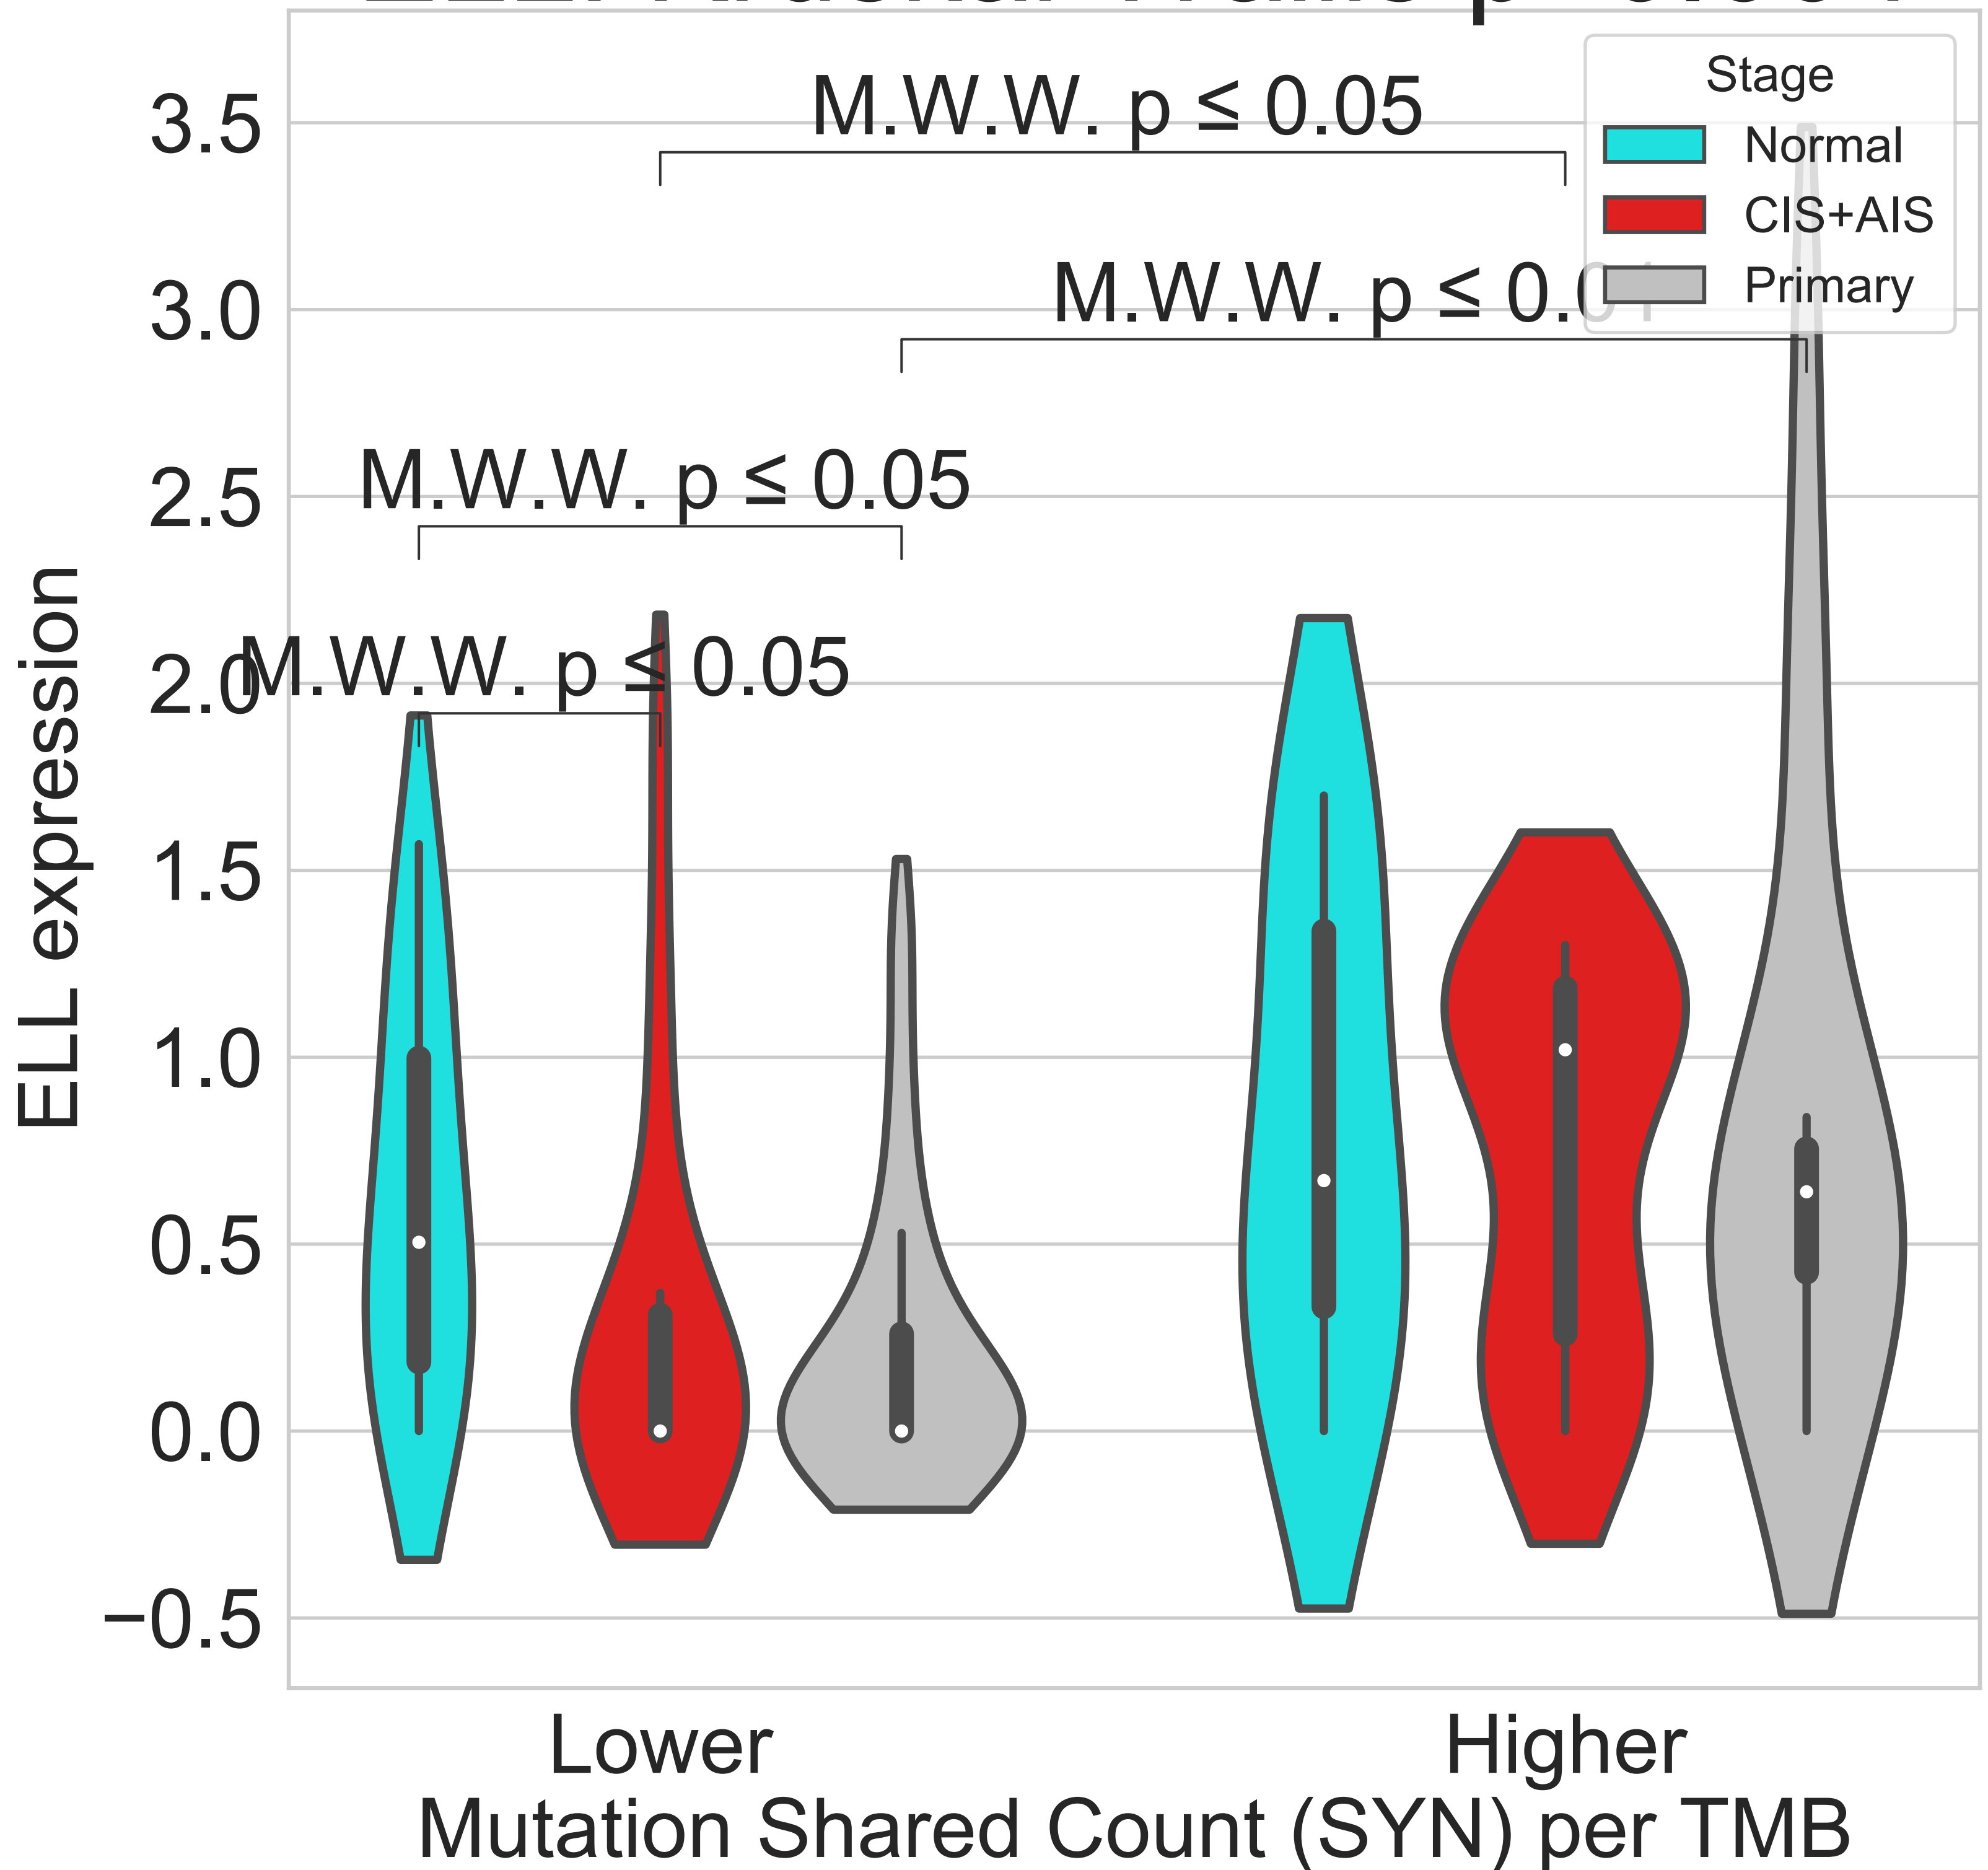 Stage
Normal
CIS+AIS
Primary
M.W.W. p ≤ 0.05
M.W.W. p ≤
M.W.W. p ≤ 0.05
M.W.W. p ≤ 0.05
3.5
3.0
2.5
2.0
1.5
1.0
0.5
0.0
−0.5
ELL expression
Lower
Higher
Mutation Shared Count (SYN) per TMB